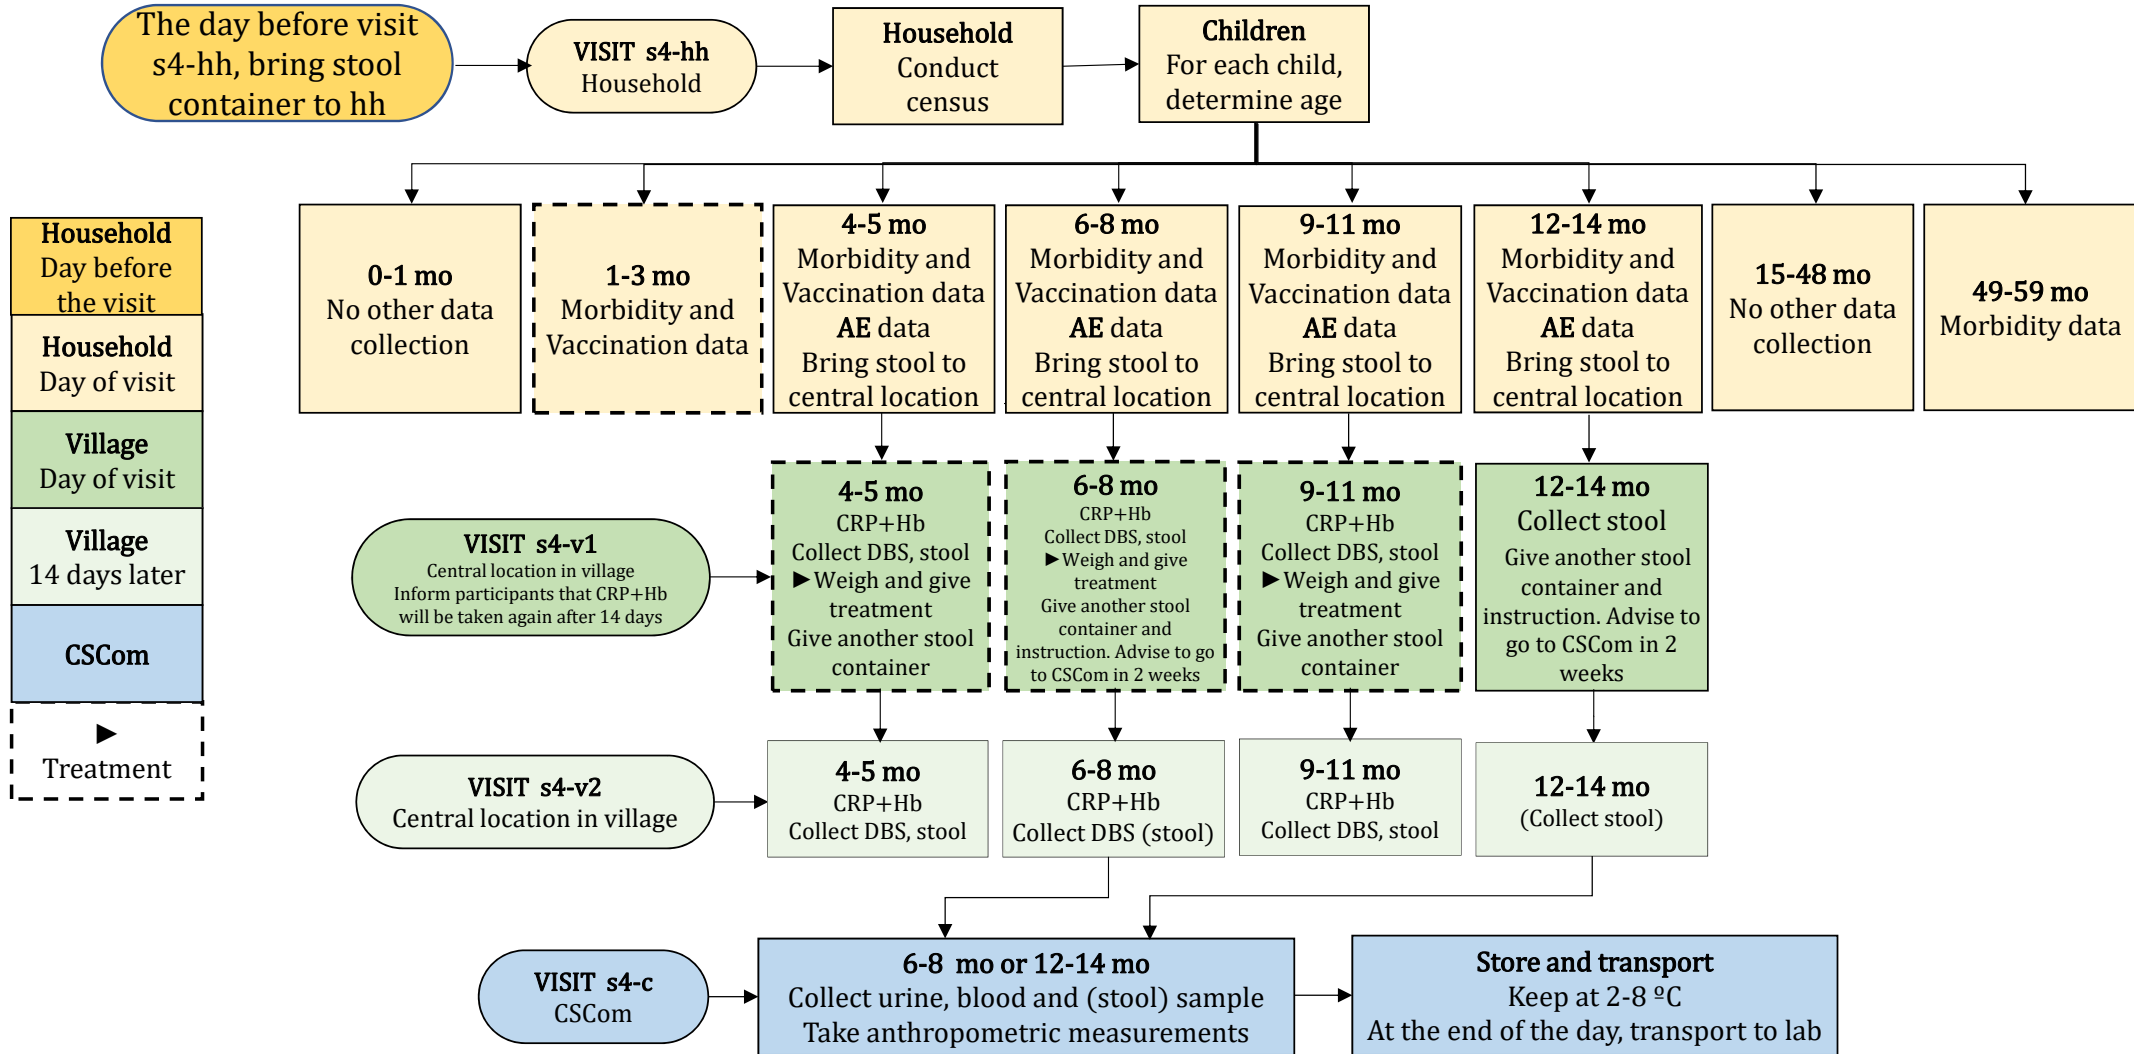 The day before visit
s4-hh, bring stool
container to hh
VISIT s4-hh
Household
Household
Conduct
census
Children
For each child,
determine age
Household
Day before
the visit
Household
Day of visit
Village
Day of visit
Village
14 days later
CSCom
►
Treatment
0-1 mo
No other data
collection
1-3 mo
Morbidity and
Vaccination data
4-5 mo
Morbidity and
Vaccination data
AE data
Bring stool to
central location
6-8 mo
Morbidity and
Vaccination data
AE data
Bring stool to
central location
9-11 mo
Morbidity and
Vaccination data
AE data
Bring stool to
central location
12-14 mo
Morbidity and
Vaccination data
AE data
Bring stool to
central location
15-48 mo
No other data
collection
49-59 mo
Morbidity data
VISIT s4-v1
Central location in village
Inform participants that CRP+Hb
will be taken again after 14 days
4-5 mo
CRP+Hb
Collect DBS, stool
►Weigh and give
treatment
Give another stool
container
6-8 mo
CRP+Hb
Collect DBS, stool
►Weigh and give
treatment
Give another stool
container and
instruction. Advise to go
to CSCom in 2 weeks
9-11 mo
CRP+Hb
Collect DBS, stool
►Weigh and give
treatment
Give another stool
container
12-14 mo
Collect stool
Give another stool
container and
instruction. Advise to
go to CSCom in 2
weeks
VISIT s4-v2
Central location in village
4-5 mo
CRP+Hb
Collect DBS, stool
6-8 mo
CRP+Hb
Collect DBS (stool)
9-11 mo
CRP+Hb
Collect DBS, stool
12-14 mo
(Collect stool)
VISIT s4-c
CSCom
6-8 mo or 12-14 mo
Collect urine, blood and (stool) sample
Take anthropometric measurements
Store and transport
Keep at 2-8 ºC
At the end of the day, transport to lab